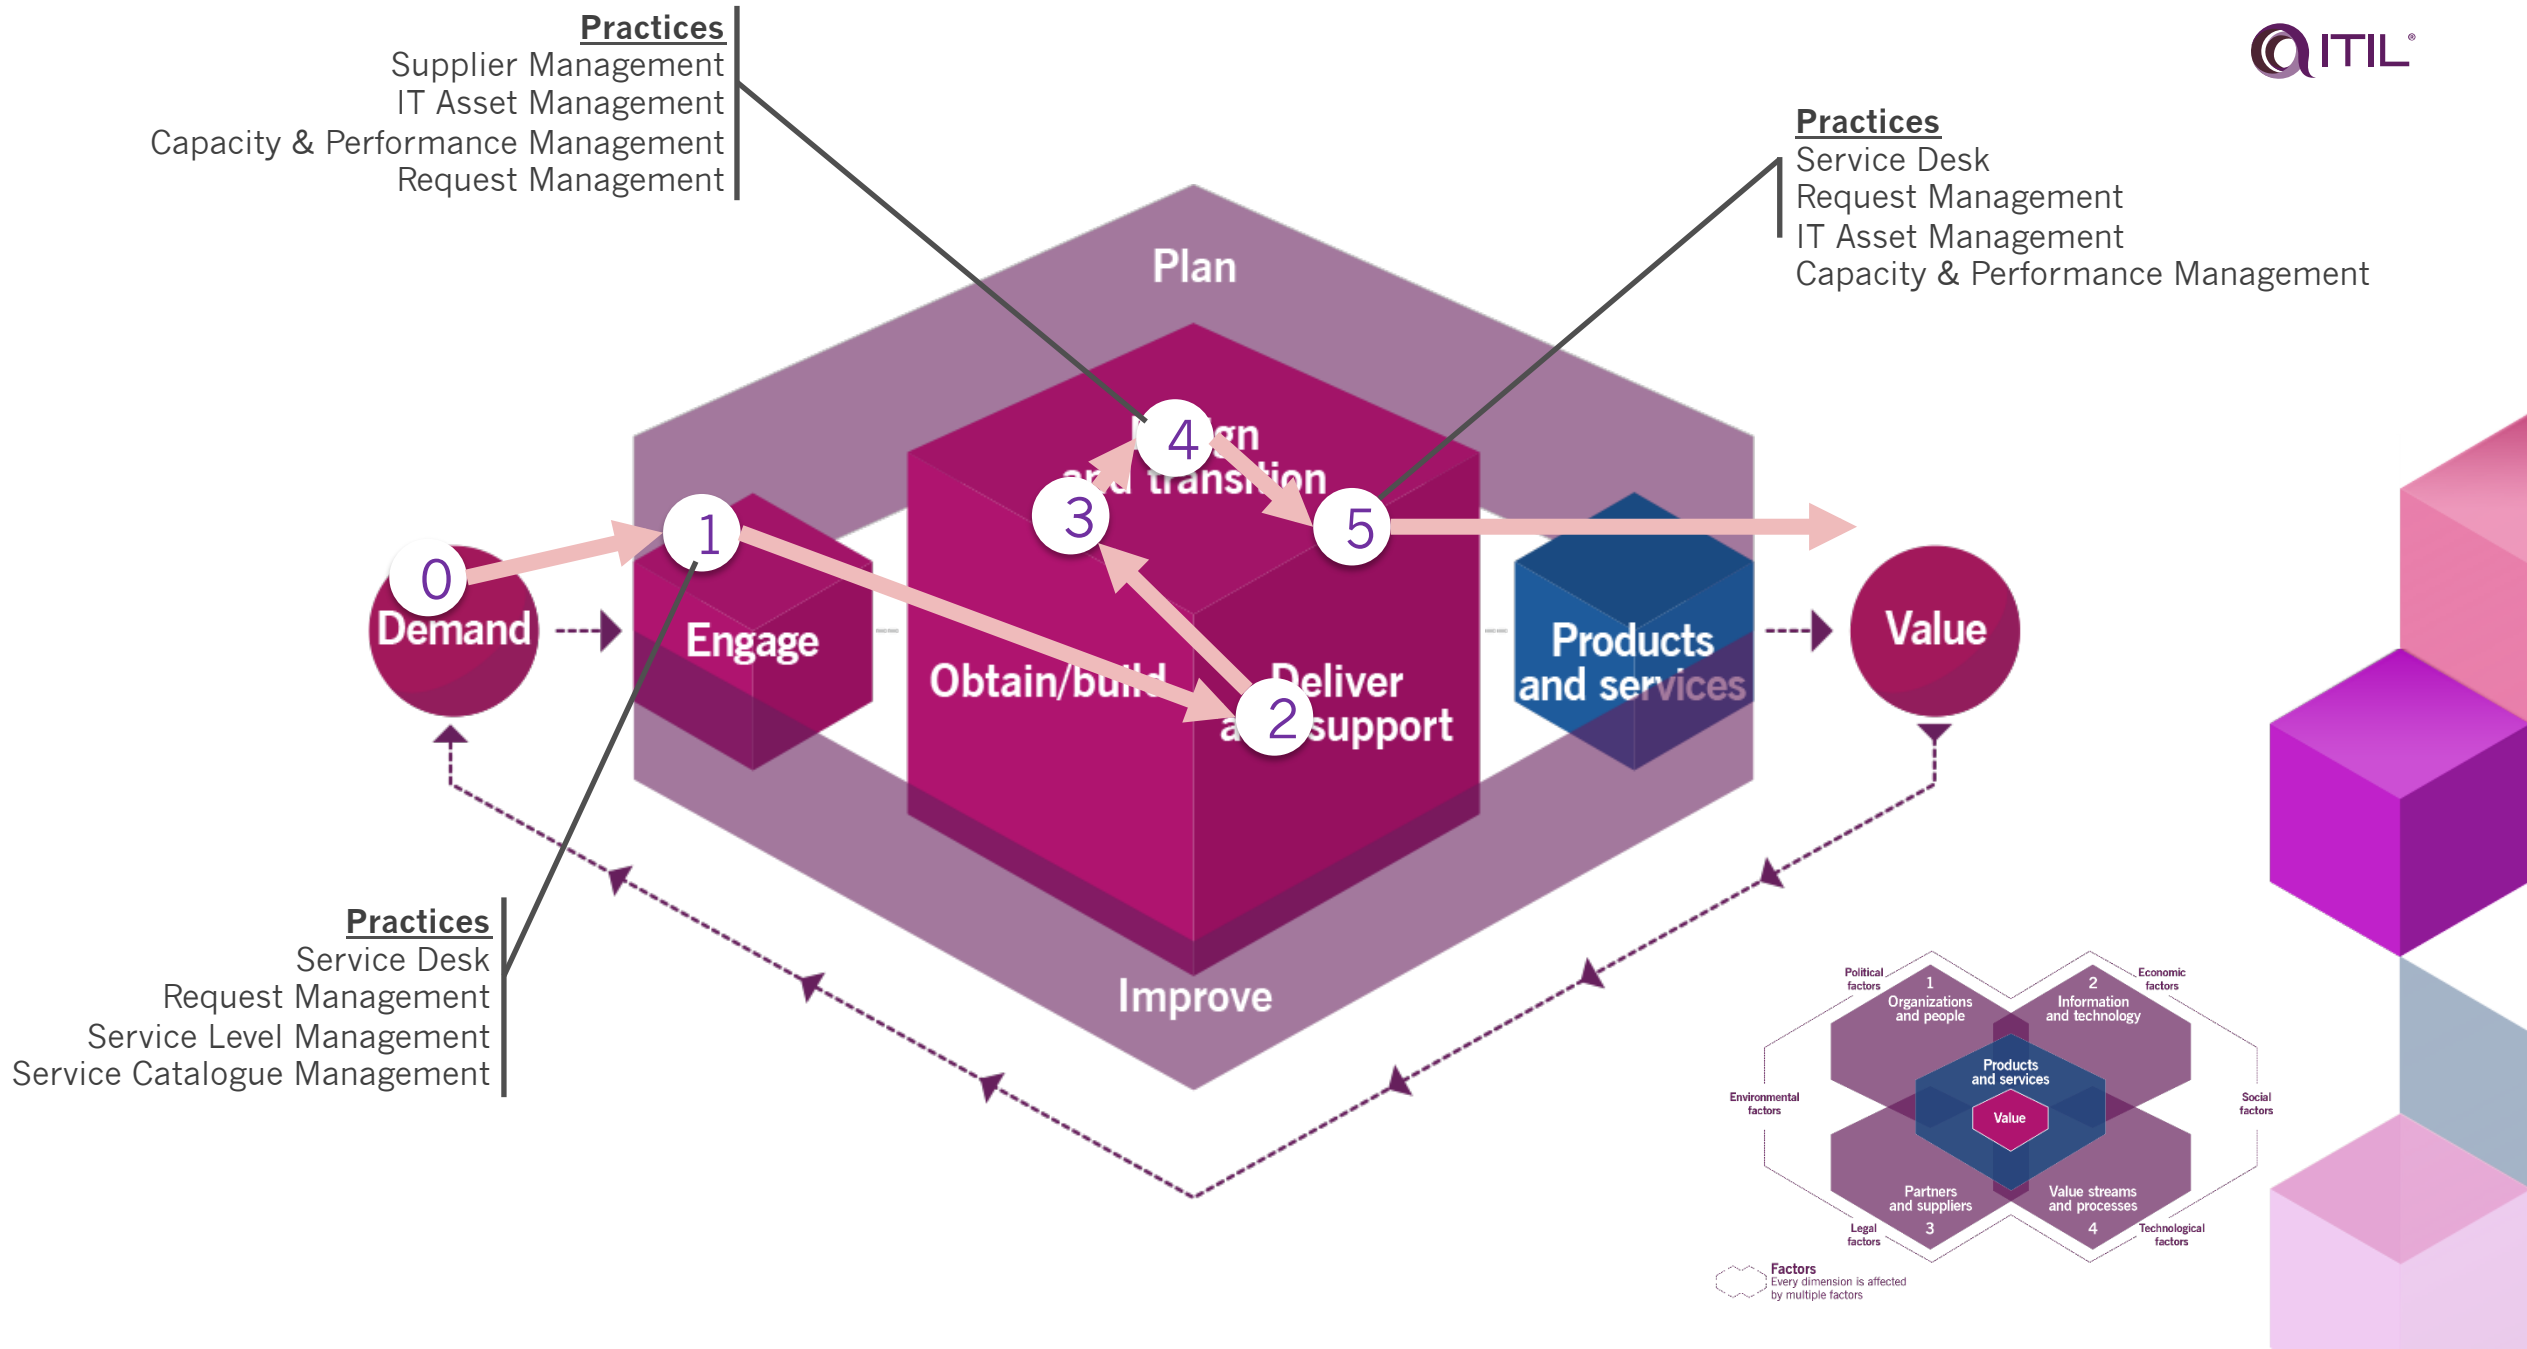 Practices
Supplier Management
IT Asset Management
Capacity & Performance Management
Request Management
ITIL®
Practices
Service Desk
Request Management
IT Asset Management
Capacity & Performance Management
Plan
4
gn
and transition
3
5
1
0
Demand
Engage
Obtain/build
Deliver
2
support
Products
and services
Value
Improve
Practices
Service Desk
Request Management
Service Level Management
Service Catalogue Management
Political
factors
Economic
factors
1
Organizations
and people
2
Information
and technology
Products
and services
Value
Environmental
factors
Social
factors
Partners
and suppliers
3
Value streams
and processes
4
Legal
factors
Technological
factors
Factors
Every dimension is affected
by multiple factors